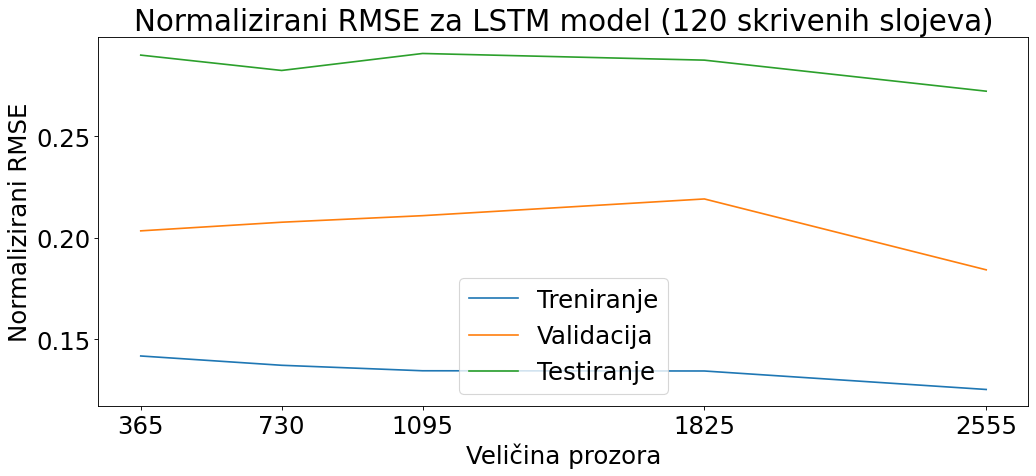 Normalizirani RMSE za LSTM model (120 skrivenih slojeva)
Normalizirani RMSE
0.25
0.20
0.15
Treniranje
Validacija
Testiranje
365 730 1095 1825 2555
Veličina prozora